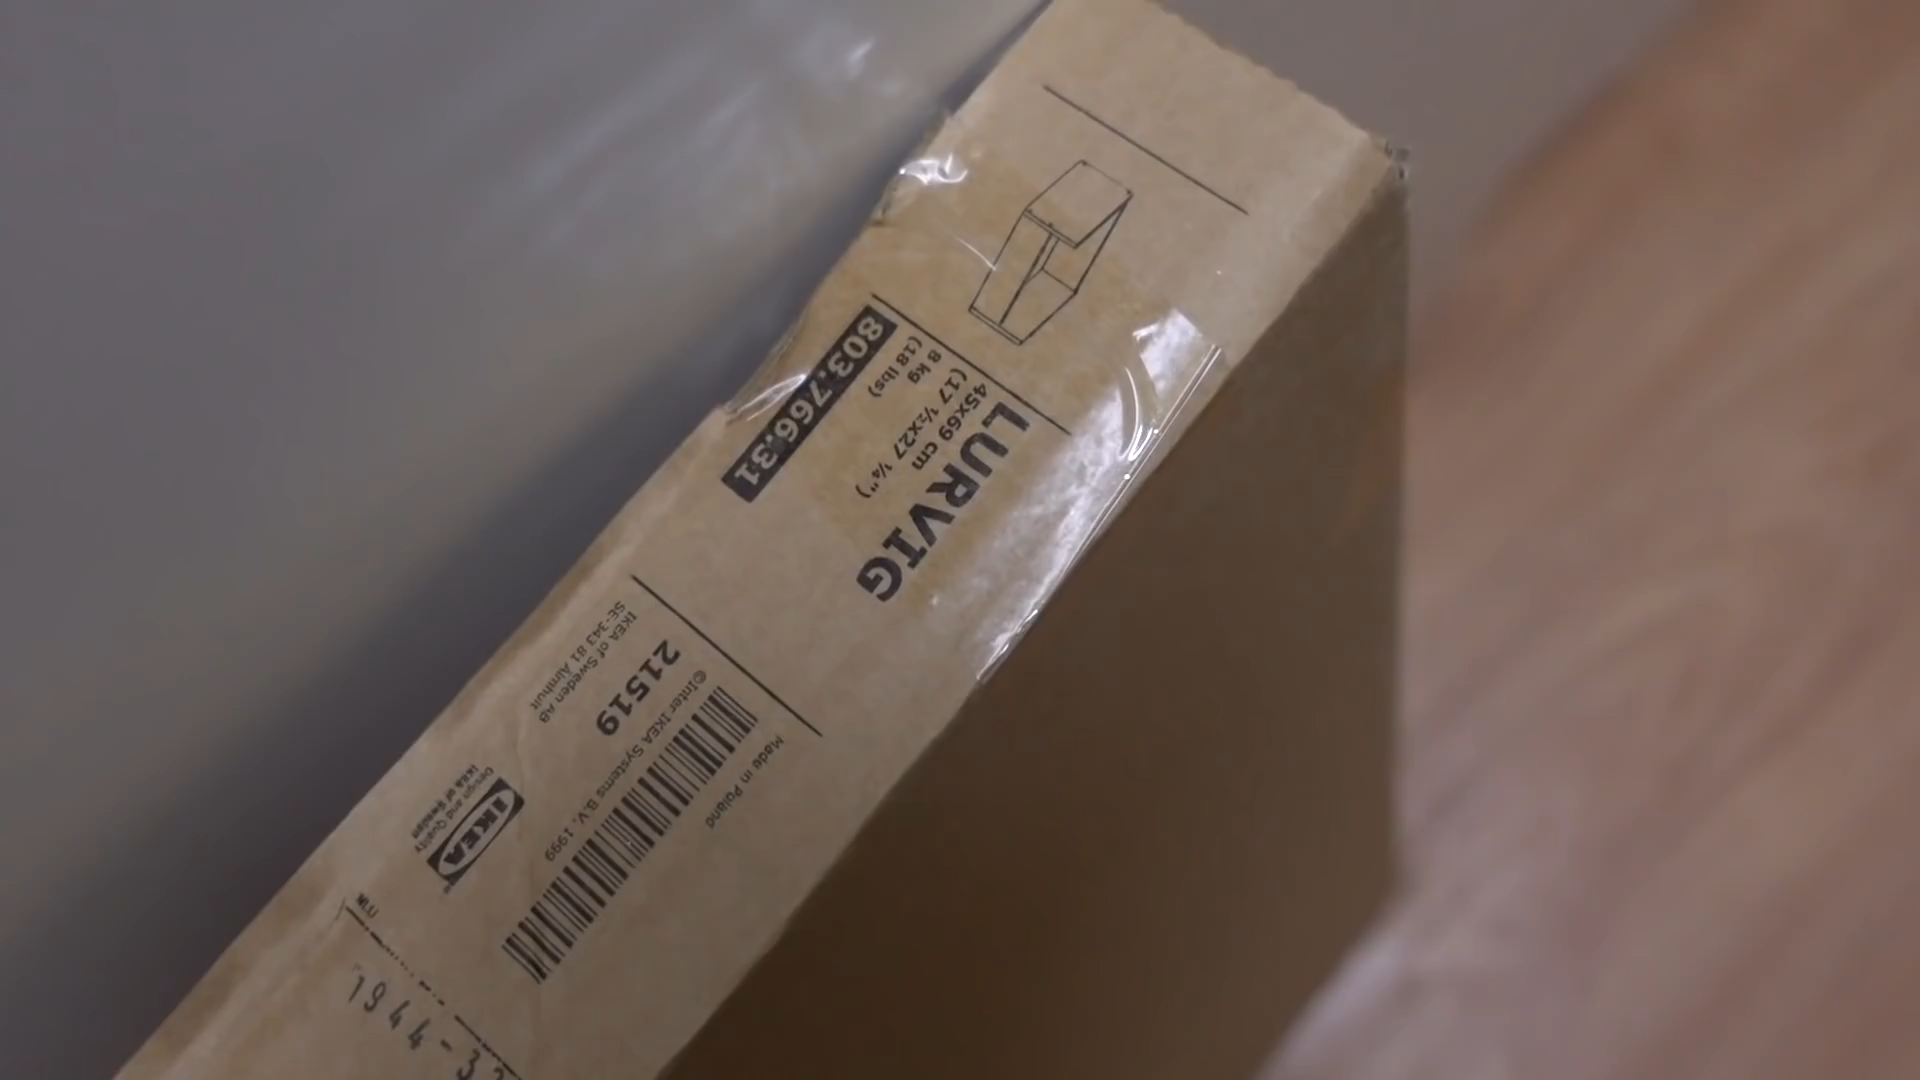 LURVIG
45x69 cm
(17 ½x27 ¼")
8 kg
(18 lbs)
803.766.31
Made in Poland
©Inter IKEA Systems B.V. 1999
21519
IKEA of Sweden AB
SE-343 81 Älmhult
IKEA
Design and Quality
IKEA of Sweden
1944-3